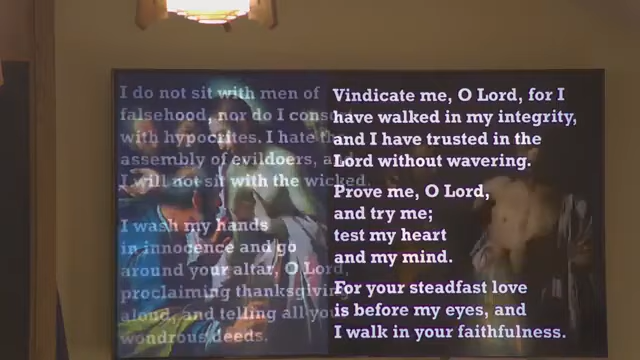 I do not sit with men of
falsehood, nor do I cons
with hypocrites. I hate the
assembly of evildoers, a
I will not sit with the wicked.
I wash my hands
in innocence and go
around your altar, O Lord,
proclaiming thanksgiving
aloud, and telling all you
wondrous deeds.
Vindicate me, O Lord, for I
have walked in my integrity,
and I have trusted in the
Lord without wavering.
Prove me, O Lord,
and try me;
test my heart
and my mind.
For your steadfast love
is before my eyes, and
I walk in your faithfulness.